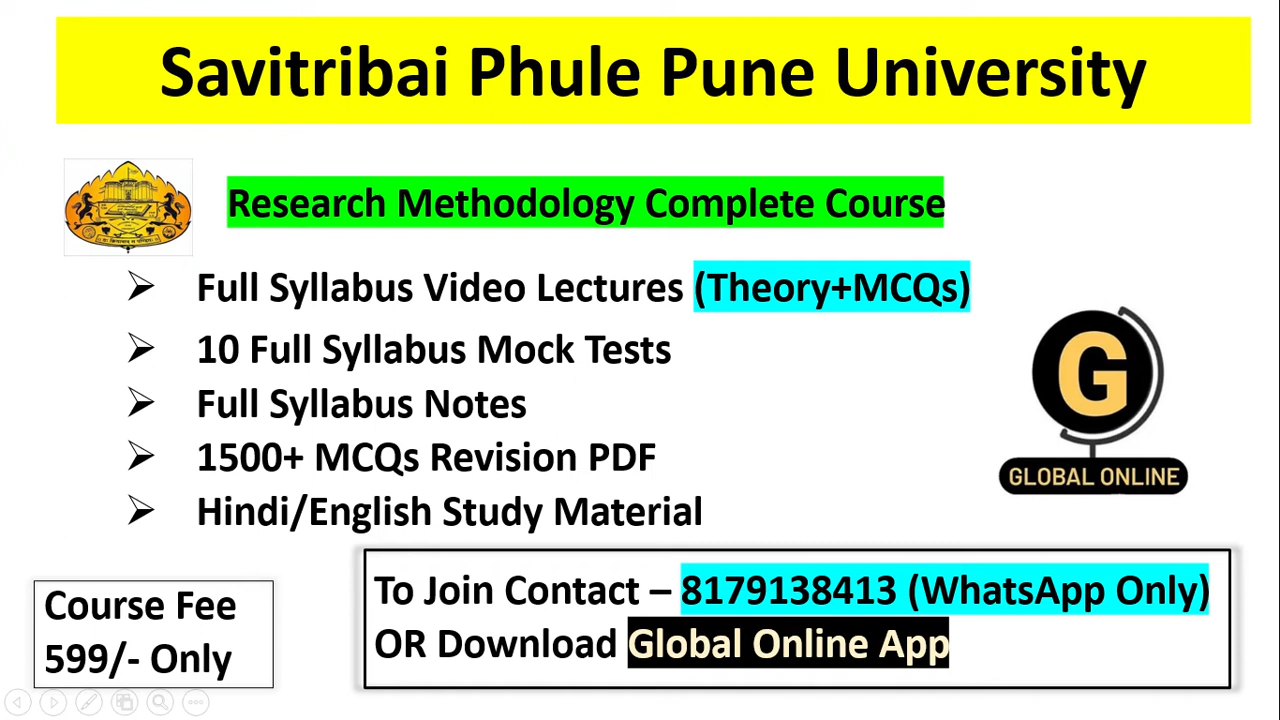 Savitribai Phule Pune University
Research Methodology Complete Course
Full Syllabus Video Lectures (Theory+MCQs)
10 Full Syllabus Mock Tests
Full Syllabus Notes
1500+ MCQs Revision PDF
Hindi/English Study Material
G
GLOBAL ONLINE
Course Fee
599/- Only
To Join Contact – 8179138413 (WhatsApp Only)
OR Download Global Online App